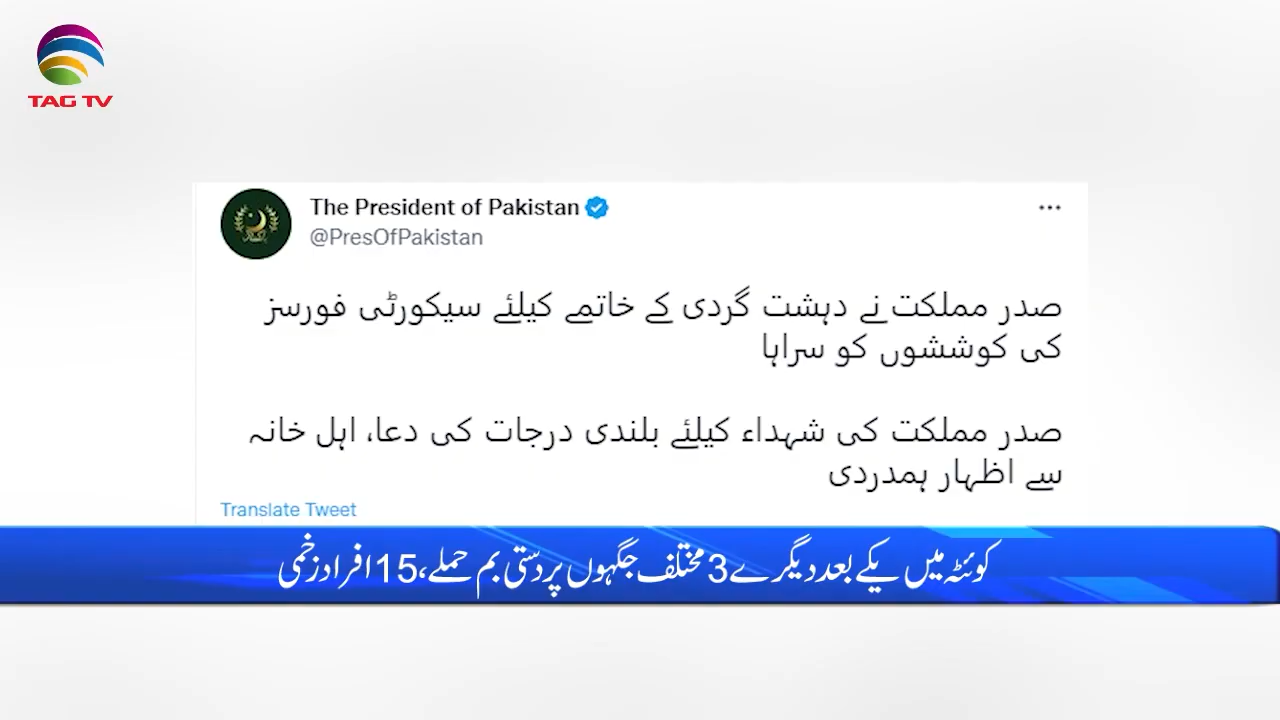 TAG TV
The President of Pakistan
@PresOfPakistan
صدر مملکت نے دہشت گردی کے خاتمے کیلئے سیکورٹی فورسز
کی کوششوں کو سراہا
صدر مملکت کی شہداء کیلئے بلندی درجات کی دعا، اہل خانہ
سے اظہار ہمدردی
Translate Tweet
کوئٹہ میں یکے بعد دیگرے 3 مختلف جگہوں پر دستی بم حملے، 15 افراد زخمی